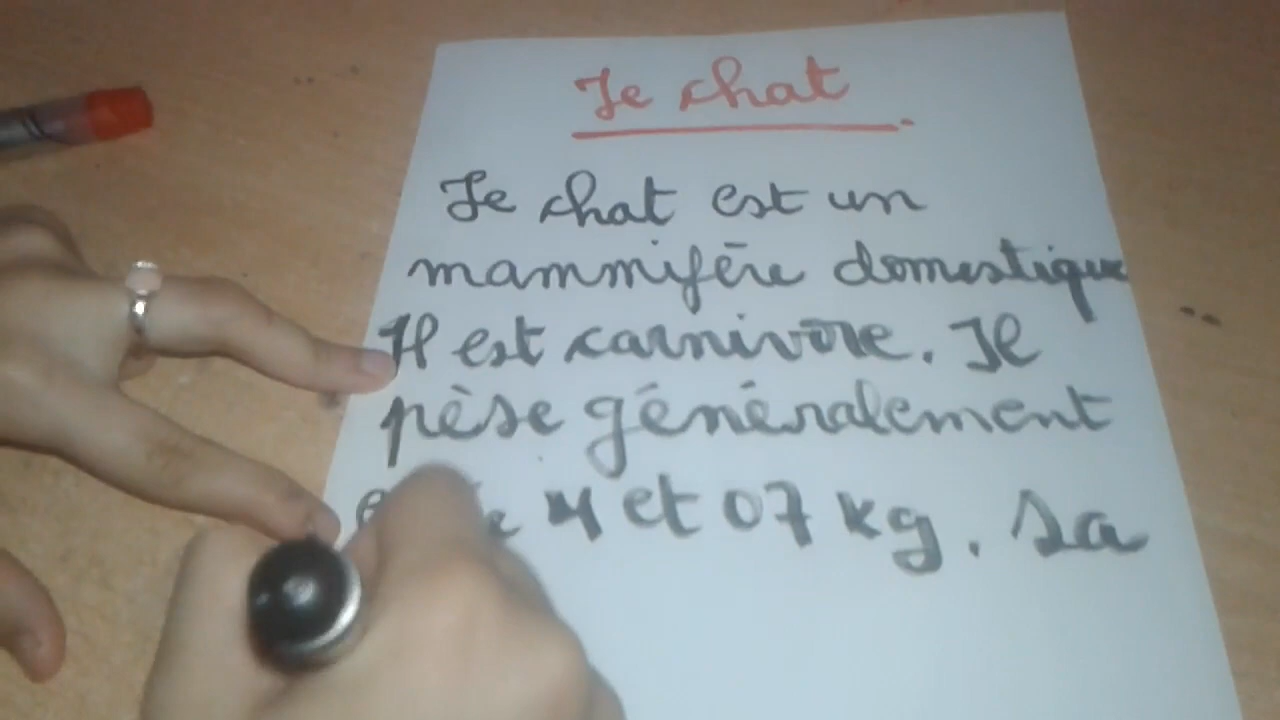 Le chat
Le chat est un
mammifère domestique
Il est carnivore. Il
pèse généralement
4 et 07 kg. Sa